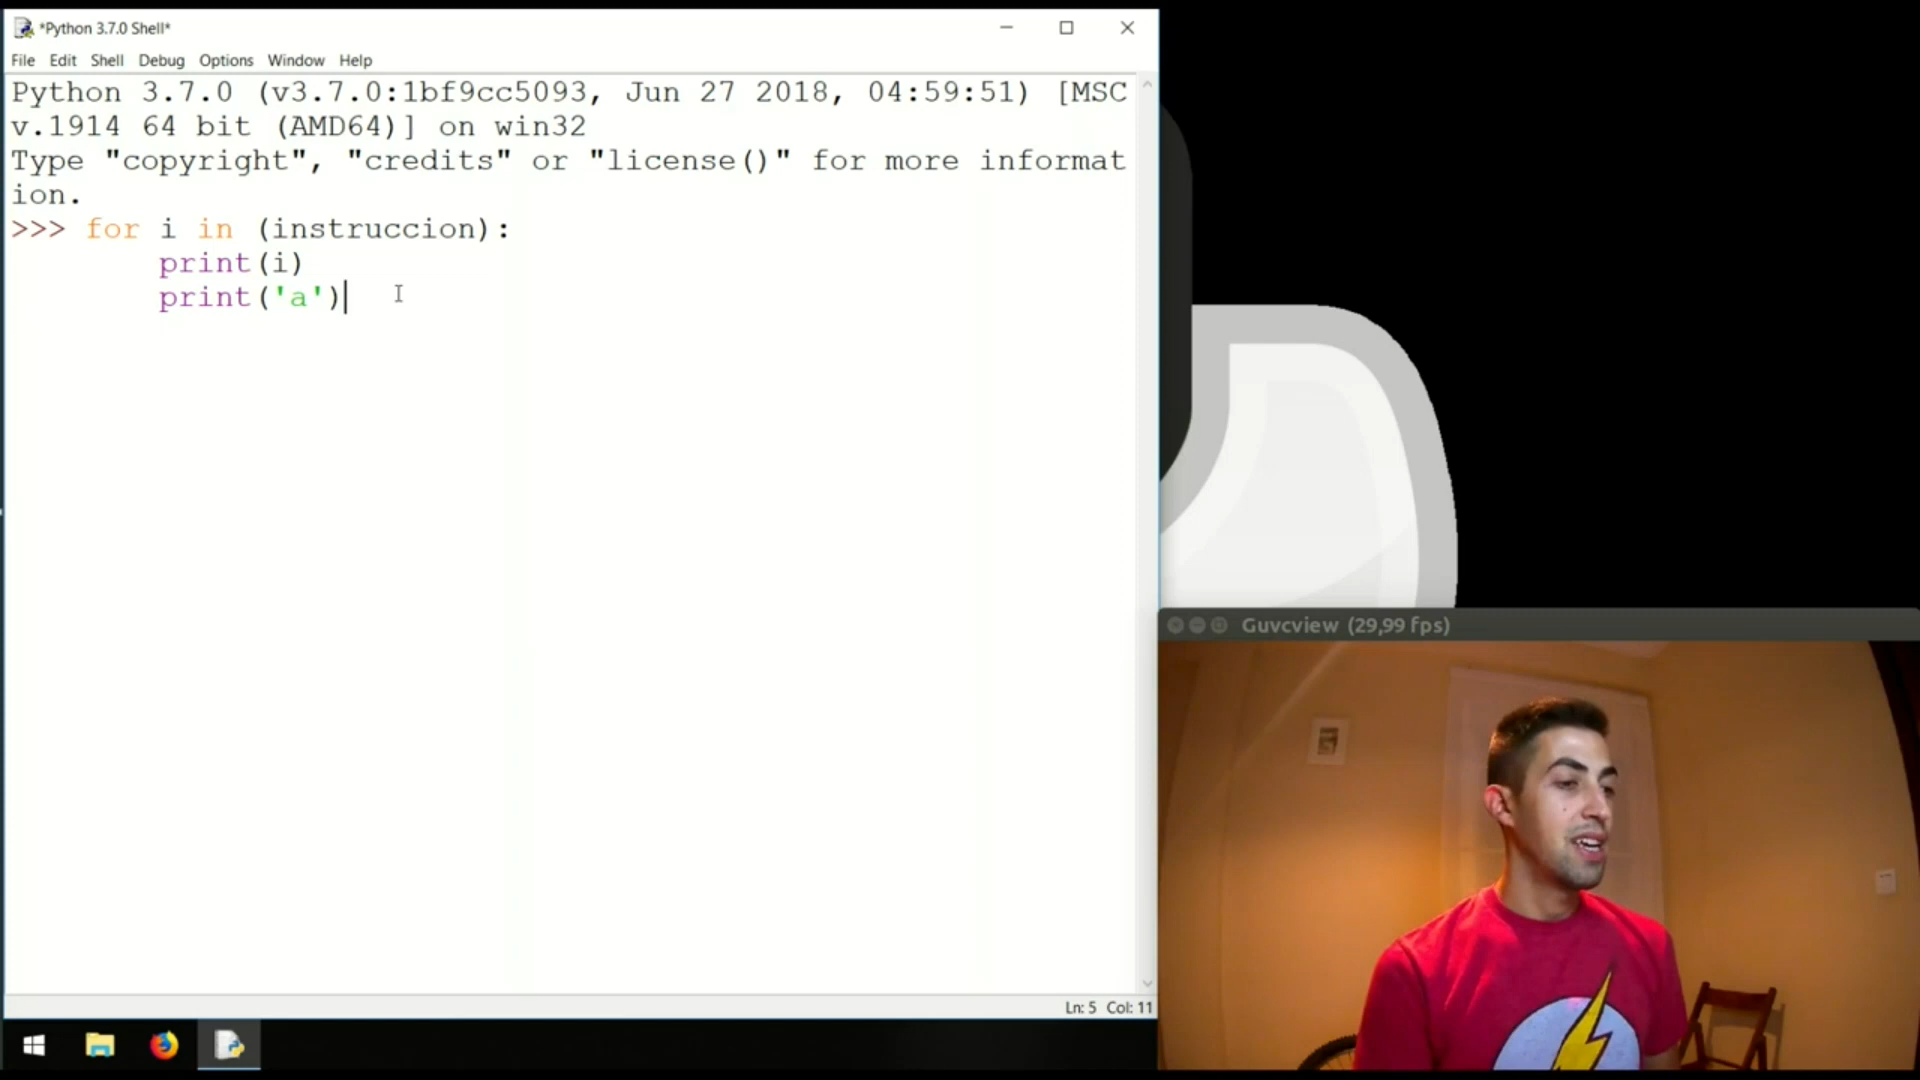 *Python 3.7.0 Shell*
File Edit Shell Debug Options Window Help
Python 3.7.0 (v3.7.0:1bf9cc5093, Jun 27 2018, 04:59:51) [MSC
v.1914 64 bit (AMD64)] on win32
Type "copyright", "credits" or "license()" for more informat
ion.
>>> for i in (instruccion):
print(i)
print('a')
Ln: 5 Col: 11
Guvcview (29,99 fps)